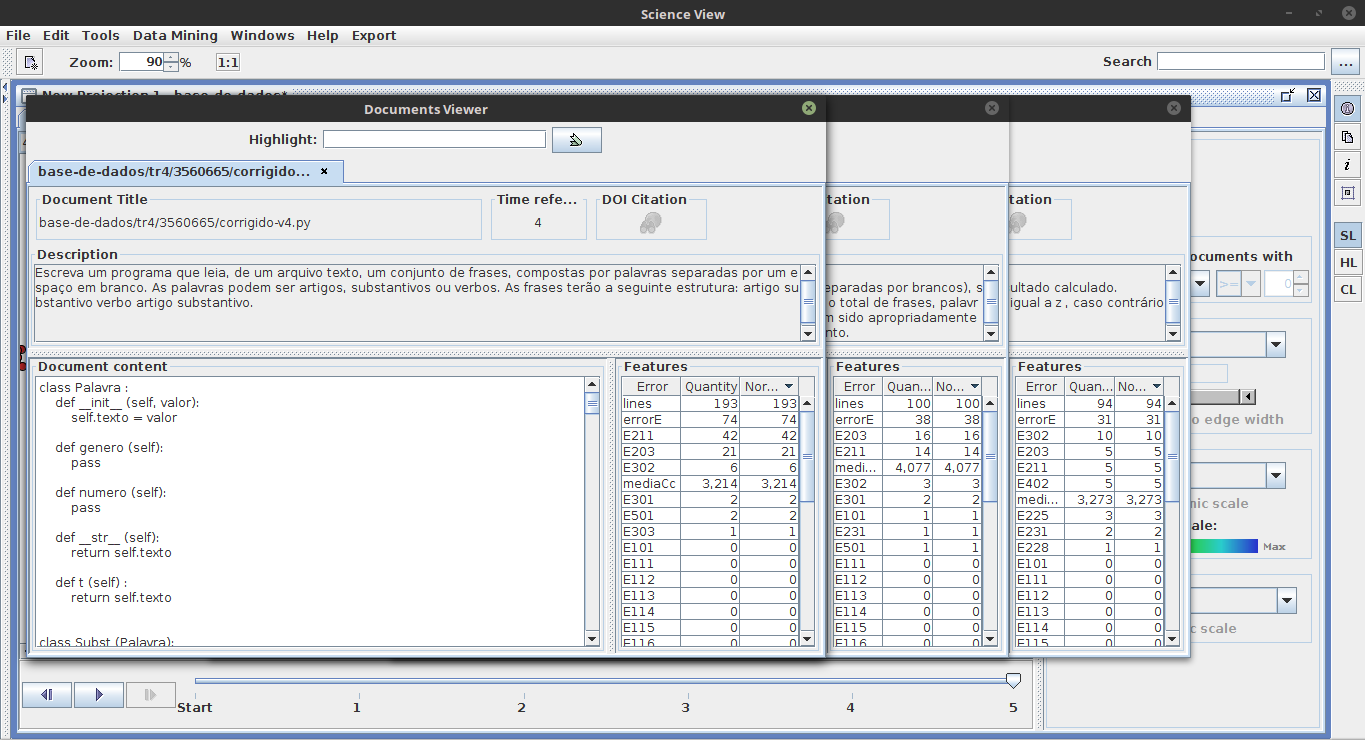 Science View
File Edit Tools Data Mining Windows Help Export
Zoom: 90 % 1:1 Search ...
New Projection 1 - base-de-dados*
Documents Viewer
Highlight:
base-de-dados/tr4/3560665/corrigido... ×
Document Title
base-de-dados/tr4/3560665/corrigido-v4.py
Time refe...
4
DOI Citation
Description
Escreva um programa que leia, de um arquivo texto, um conjunto de frases, compostas por palavras separadas por um e
spaço em branco. As palavras podem ser artigos, substantivos ou verbos. As frases terão a seguinte estrutura: artigo su
bstantivo verbo artigo substantivo.
Document content
class Palavra :
def __init__ (self, valor):
self.texto = valor
def genero (self):
pass
def numero (self):
pass
def __str__ (self):
return self.texto
def t (self) :
return self.texto
class Subst (Palavra):
Features
Error Quantity Nor...
lines 193 193
errorE 74 74
E211 42 42
E203 21 21
E302 6 6
mediaCc 3,214 3,214
E301 2 2
E501 2 2
E303 1 1
E101 0 0
E111 0 0
E112 0 0
E113 0 0
E114 0 0
E115 0 0
E116 0 0
tation
eparadas por brancos), s
o total de frases, palavr
m sido apropriadamente
nto.
Features
Error Quan... No...
lines 100 100
errorE 38 38
E203 16 16
E211 14 14
medi... 4,077 4,077
E302 3 3
E301 2 2
E101 1 1
E231 1 1
E501 1 1
E111 0 0
E112 0 0
E113 0 0
E114 0 0
E115 0 0
E116 0 0
tation
ultado calculado.
igual a z , caso contrário
Features
Error Quan... No...
lines 94 94
errorE 31 31
E302 10 10
E203 5 5
E211 5 5
E402 5 5
medi... 3,273 3,273
E225 3 3
E231 2 2
E228 1 1
E101 0 0
E111 0 0
E112 0 0
E113 0 0
E114 0 0
E115 0 0
ocuments with
>= 0
o edge width
nic scale
ale:
Max
c scale
i
SL
HL
CL
Start 1 2 3 4 5